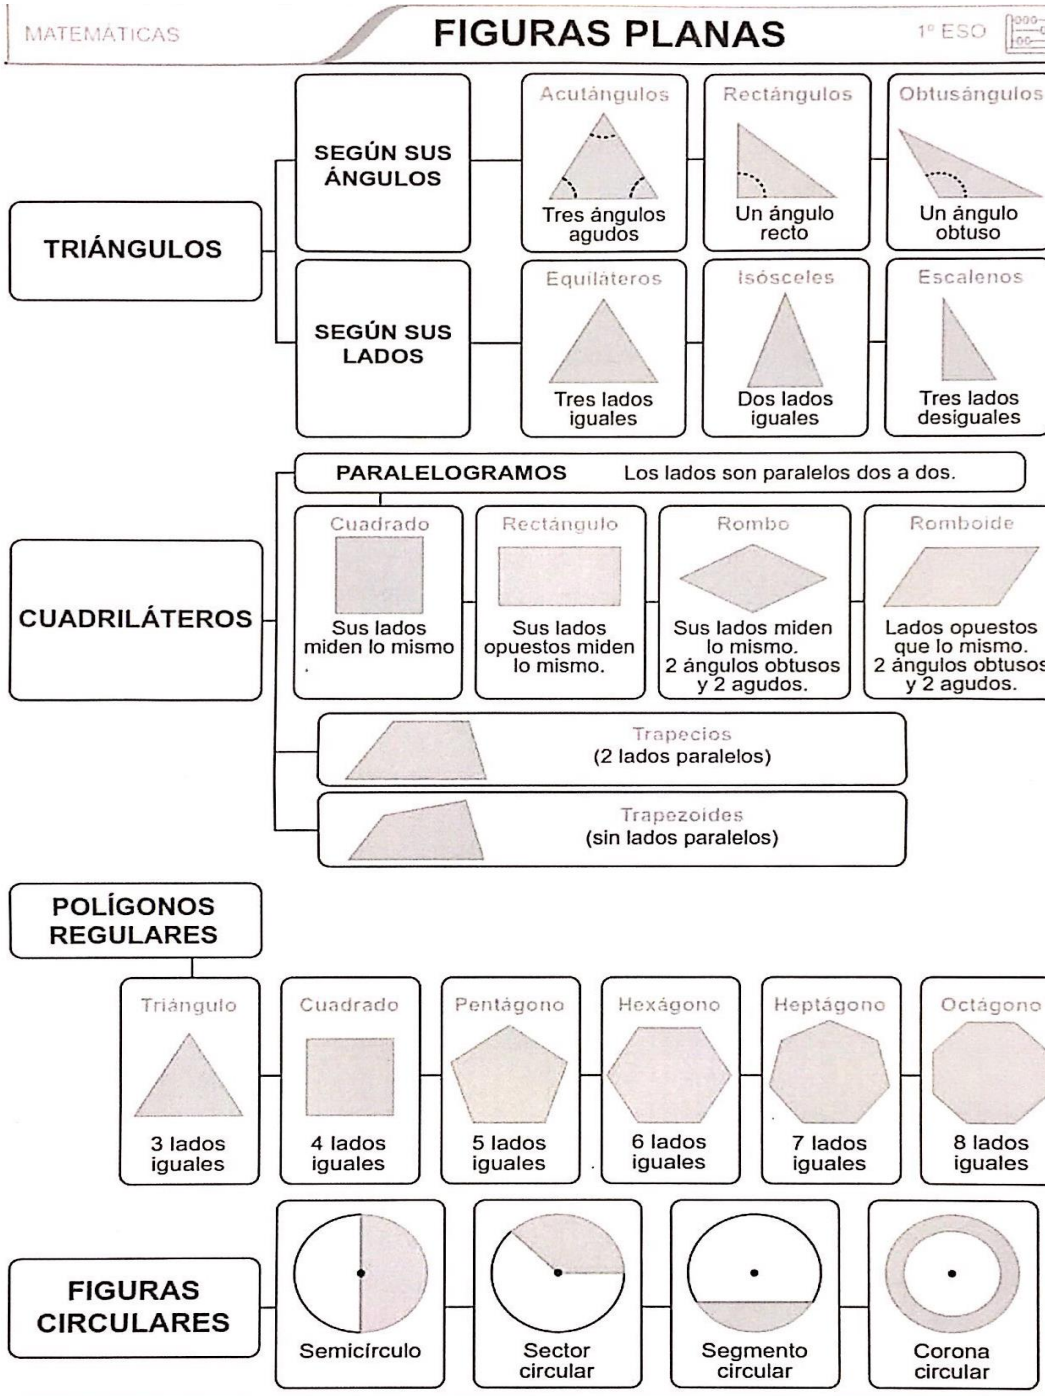 MATEMÁTICAS
FIGURAS PLANAS
1º ESO
TRIÁNGULOS
SEGÚN SUS
ÁNGULOS
Acutángulos
Tres ángulos
agudos
Rectángulos
Un ángulo
recto
Obtusángulos
Un ángulo
obtuso
SEGÚN SUS
LADOS
Equiláteros
Tres lados
iguales
Isósceles
Dos lados
iguales
Escalenos
Tres lados
desiguales
CUADRILÁTEROS
PARALELOGRAMOS Los lados son paralelos dos a dos.
Cuadrado
Sus lados
miden lo mismo
Rectángulo
Sus lados
opuestos miden
lo mismo.
Rombo
Sus lados miden
lo mismo.
2 ángulos obtusos
y 2 agudos.
Romboide
Lados opuestos
que lo mismo.
2 ángulos obtusos
y 2 agudos.
Trapecios
(2 lados paralelos)
Trapezoides
(sin lados paralelos)
POLÍGONOS
REGULARES
Triángulo
3 lados
iguales
Cuadrado
4 lados
iguales
Pentágono
5 lados
iguales
Hexágono
6 lados
iguales
Heptágono
7 lados
iguales
Octágono
8 lados
iguales
FIGURAS
CIRCULARES
Semicírculo
Sector
circular
Segmento
circular
Corona
circular